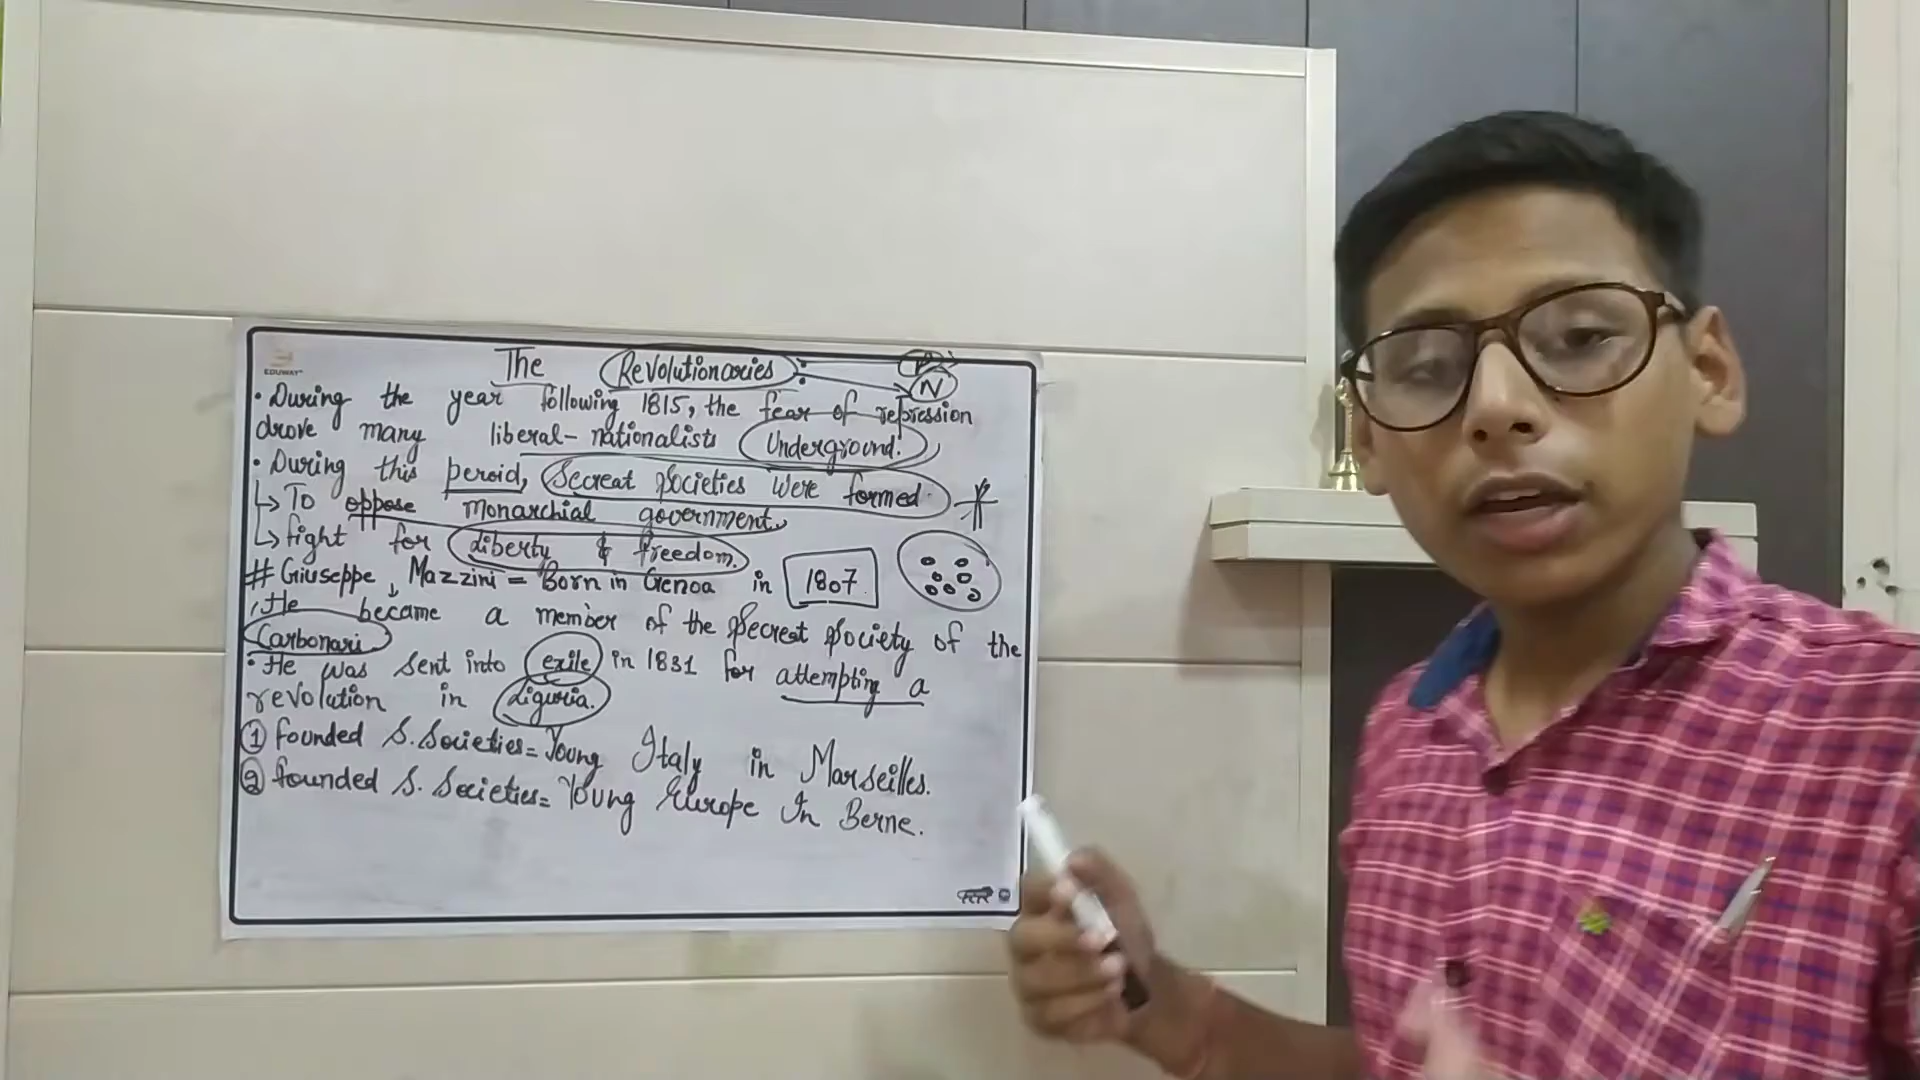 EDUWAY
The Revolutionaries :
N
• During the year following 1815, the fear of repression
drove many liberal-nationalists Underground.
• During this peroid, Secreat Societies were formed.
↳ To oppose monarchial government.
↳ fight for Liberty & freedom.
# Giuseppe Mazzini = Born in Genoa in 1807
• He became a member of the Secreat Society of the
Carbonari.
• He was sent into exile in 1831 for attempting a
revolution in Liguria.
① founded S. Societies = Young Italy in Marseilles.
② founded S. Societies = Young Europe In Berne.